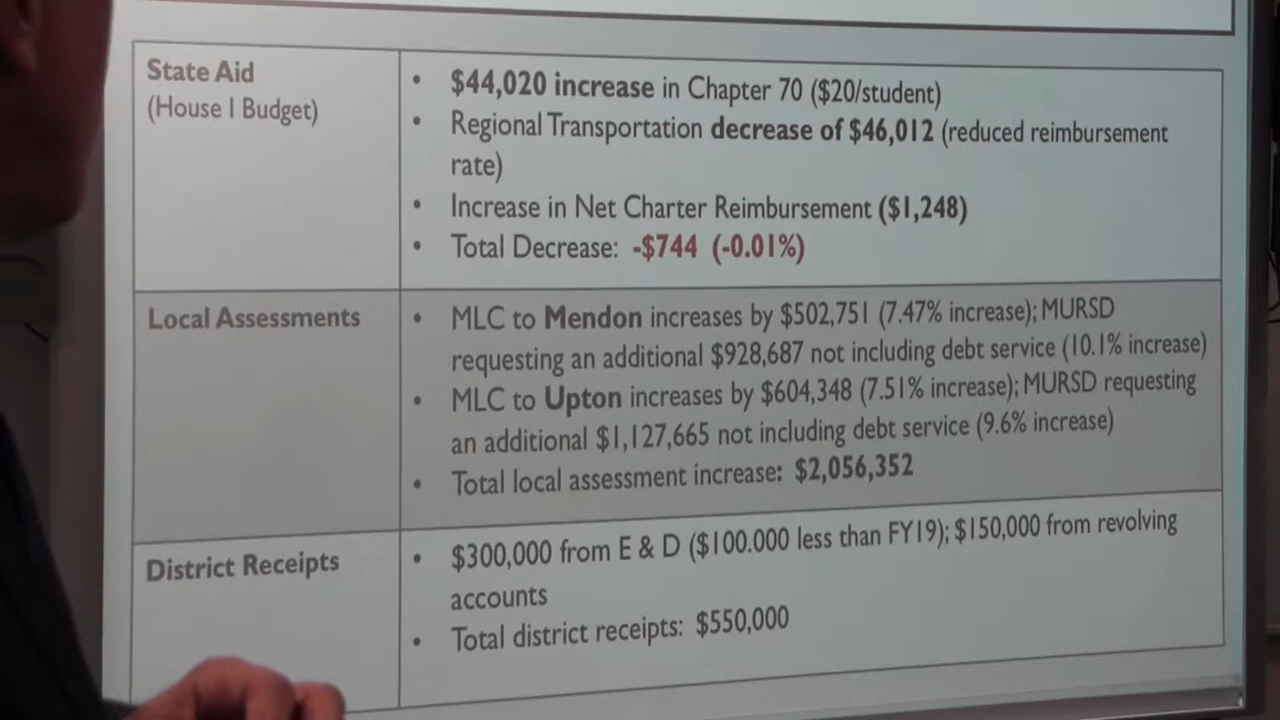 State Aid
(House 1 Budget)
• $44,020 increase in Chapter 70 ($20/student)
• Regional Transportation decrease of $46,012 (reduced reimbursement
rate)
• Increase in Net Charter Reimbursement ($1,248)
• Total Decrease: -$744 (-0.01%)
Local Assessments
• MLC to Mendon increases by $502,751 (7.47% increase); MURSD
requesting an additional $928,687 not including debt service (10.1% increase)
• MLC to Upton increases by $604,348 (7.51% increase); MURSD requesting
an additional $1,127,665 not including debt service (9.6% increase)
• Total local assessment increase: $2,056,352
District Receipts
• $300,000 from E & D ($100.000 less than FY19); $150,000 from revolving
accounts
• Total district receipts: $550,000